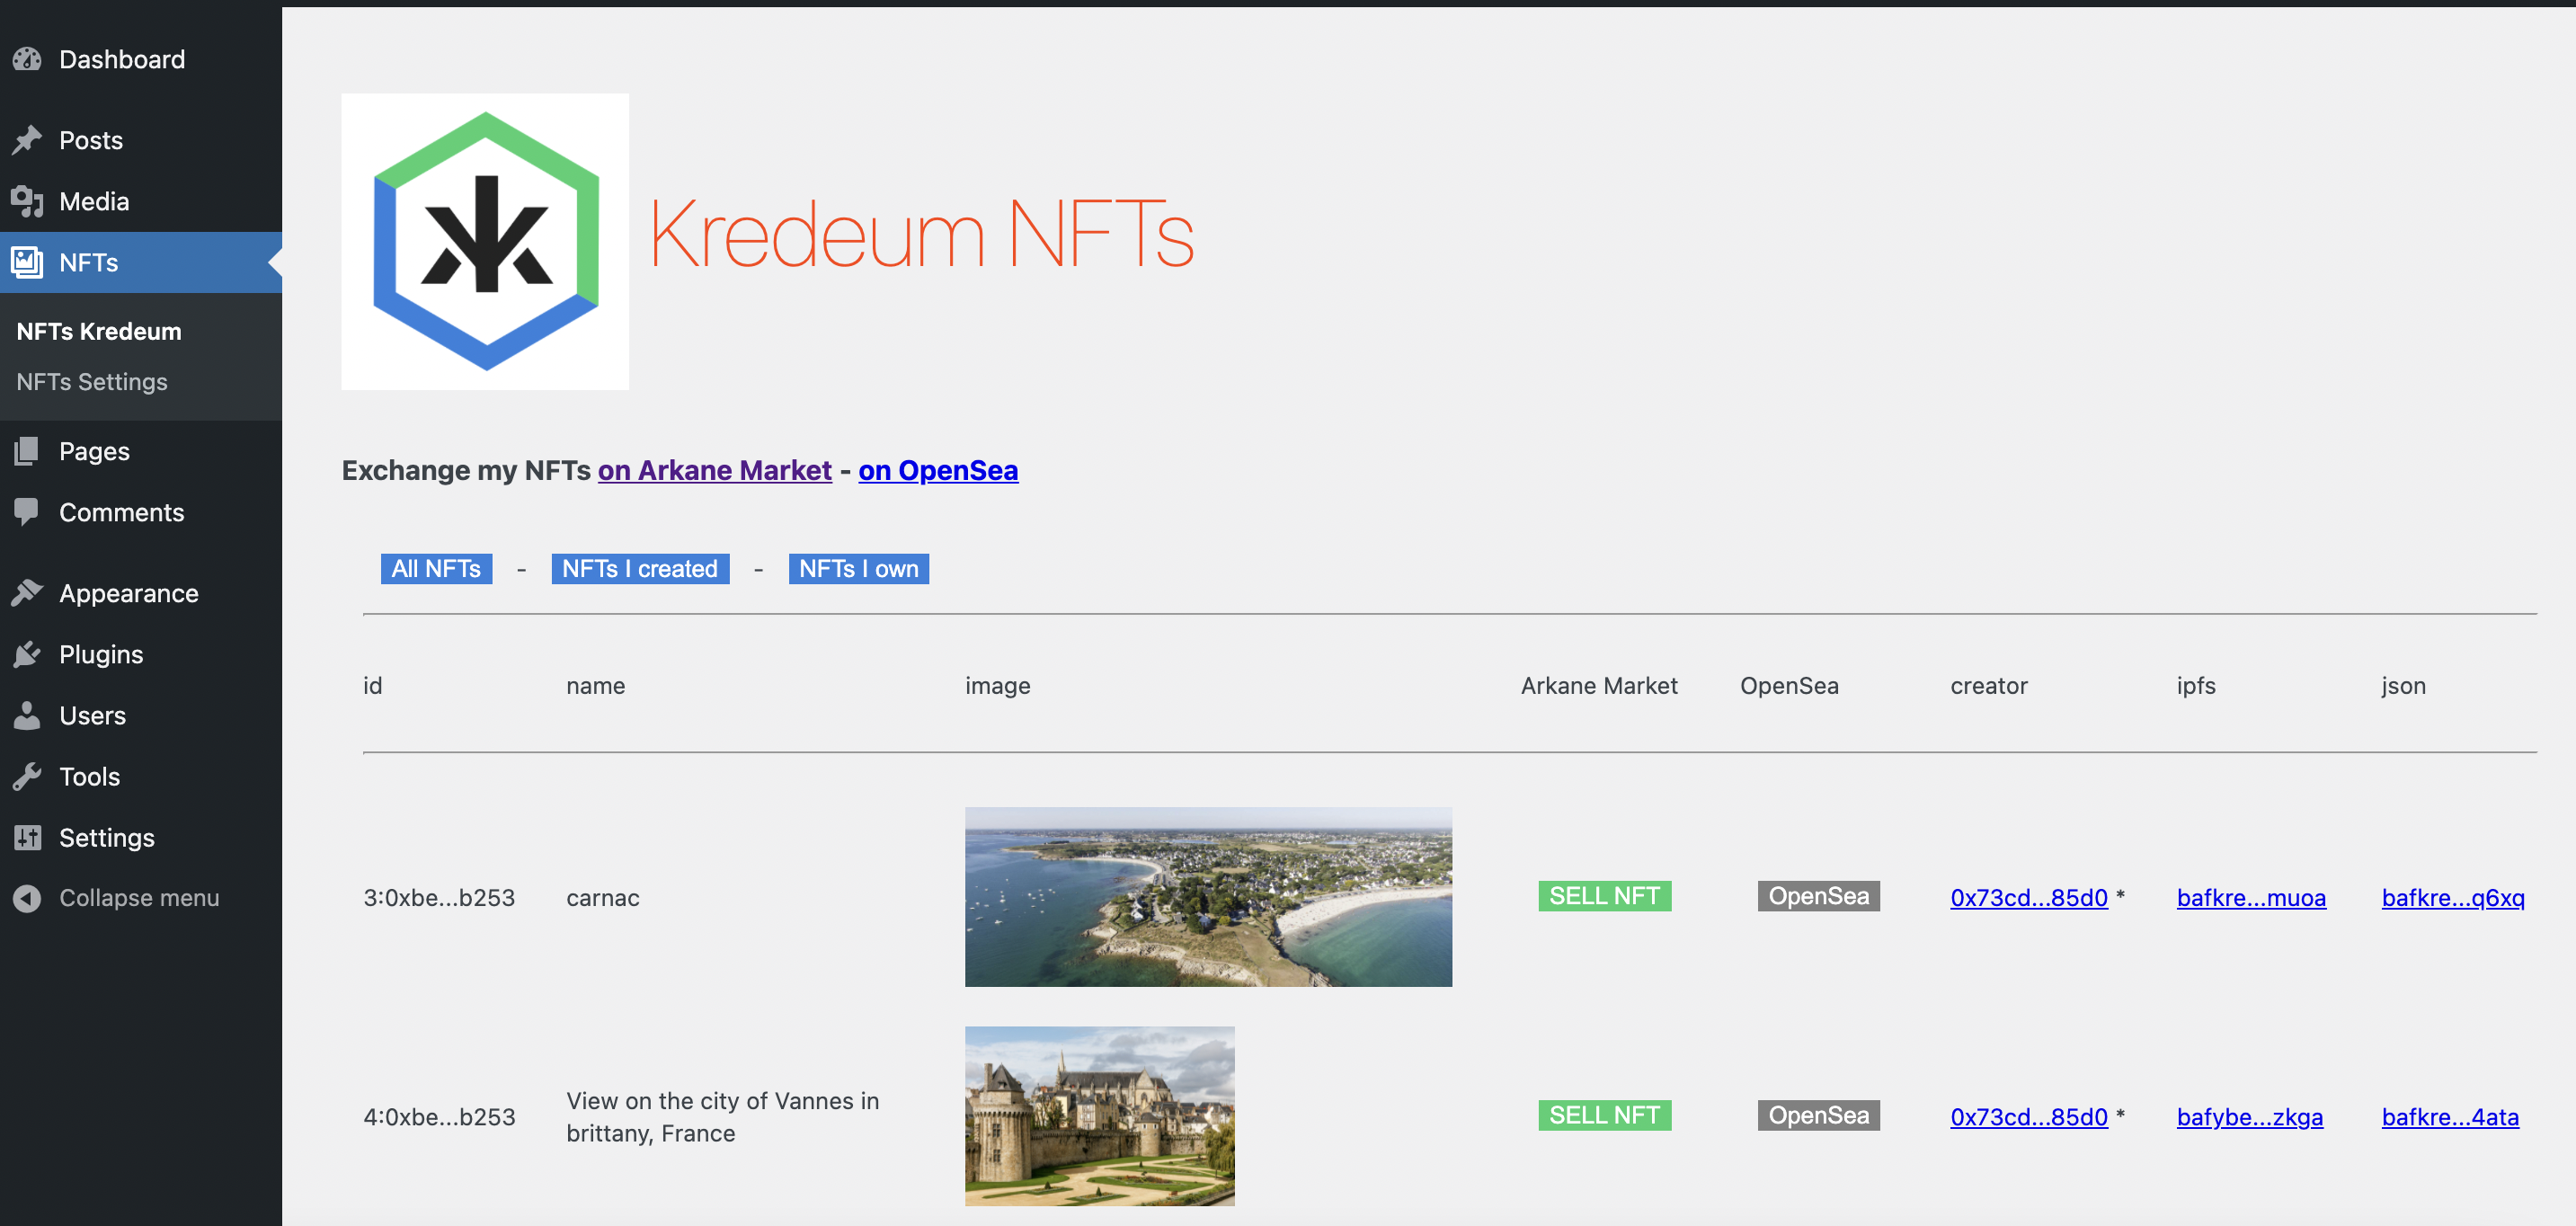 Dashboard
Posts
Media
NFTs
NFTs Kredeum
NFTs Settings
Pages
Comments
Appearance
Plugins
Users
Tools
Settings
Collapse menu
Kredeum NFTs
Exchange my NFTs on Arkane Market - on OpenSea
All NFTs - NFTs I created - NFTs I own
id name image Arkane Market OpenSea creator ipfs json
3:0xbe...b253 carnac SELL NFT OpenSea 0x73cd...85d0 * bafkre...muoa bafkre...q6xq
4:0xbe...b253 View on the city of Vannes in SELL NFT OpenSea 0x73cd...85d0 * bafybe...zkga bafkre...4ata
brittany, France